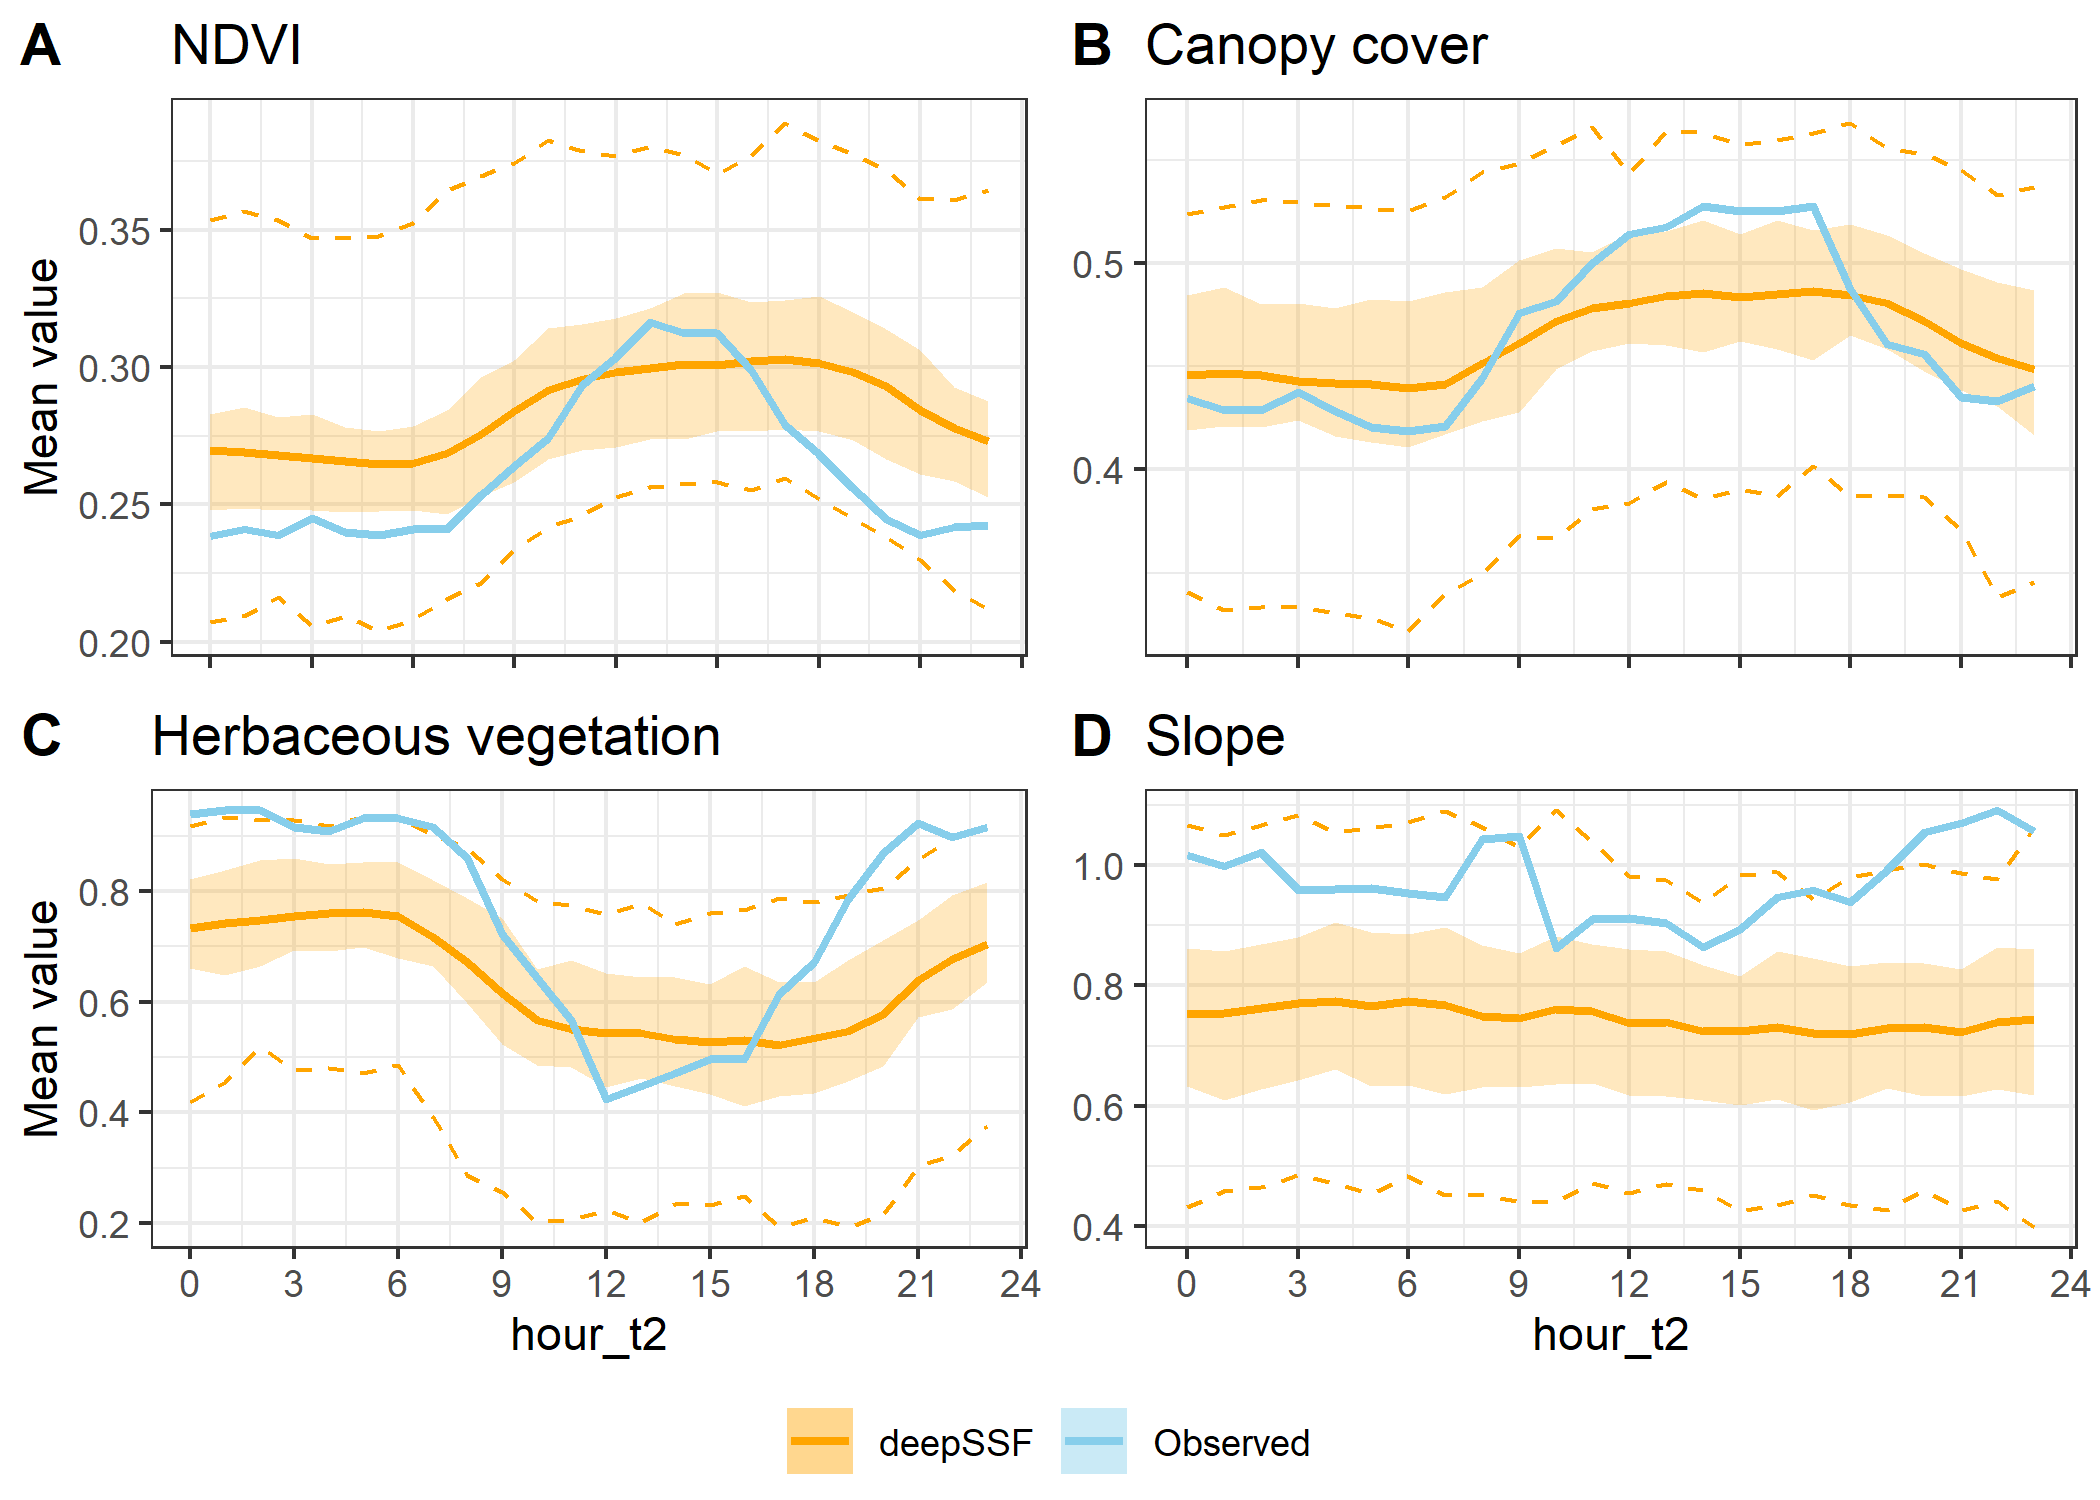 A NDVI
B Canopy cover
Mean value
0.35
0.30
0.25
0.20
0.5
0.4
C Herbaceous vegetation
D Slope
Mean value
0.8
0.6
0.4
0.2
1.0
0.8
0.6
0.4
0 3 6 9 12 15 18 21 24
0 3 6 9 12 15 18 21 24
hour_t2
hour_t2
deepSSF Observed